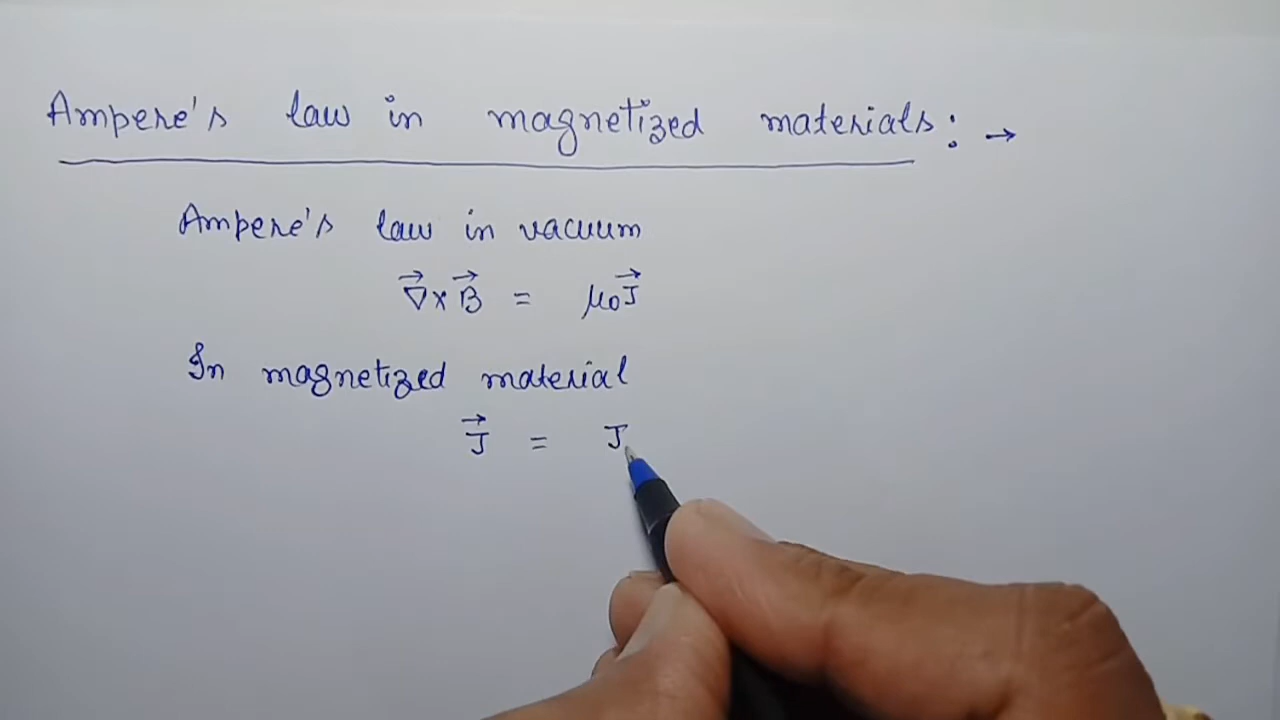 Ampere's law in magnetized materials: →
Ampere's law in vacuum
∇⃗×B⃗ = μ₀J⃗
In magnetized material
J⃗ = J